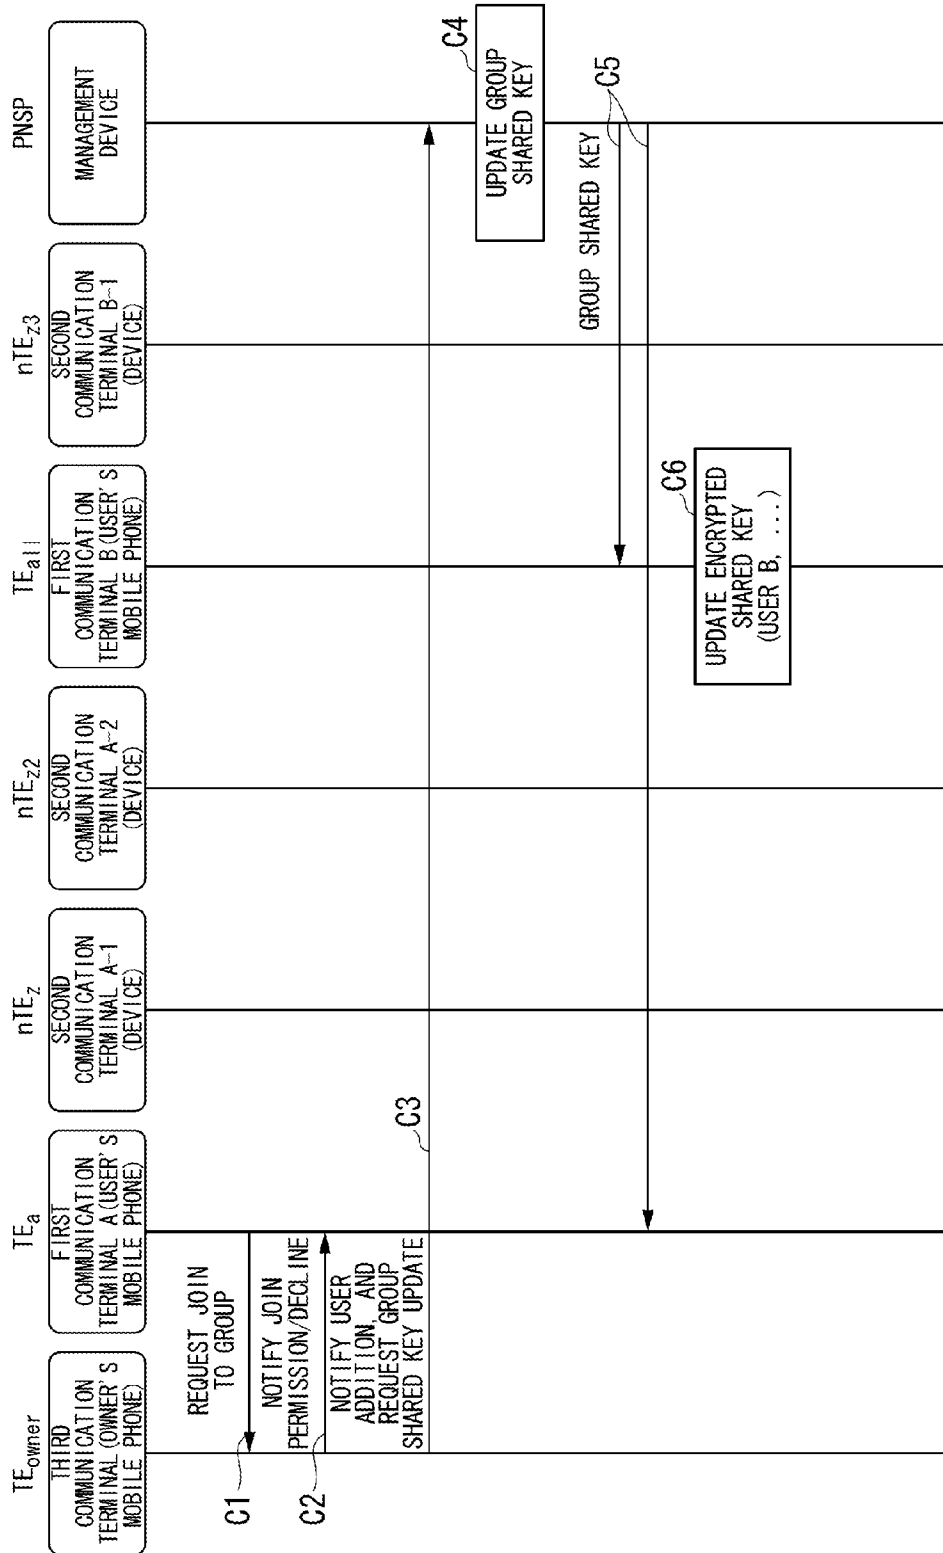 TEowner
THIRD
COMMUNICATION
TERMINAL(OWNER'S
MOBILE PHONE)
TEa
FIRST
COMMUNICATION
TERMINAL A(USER'S
MOBILE PHONE)
nTEz
SECOND
COMMUNICATION
TERMINAL A-1
(DEVICE)
nTEz2
SECOND
COMMUNICATION
TERMINAL A-2
(DEVICE)
TEall
FIRST
COMMUNICATION
TERMINAL B(USER'S
MOBILE PHONE)
nTEz3
SECOND
COMMUNICATION
TERMINAL B-1
(DEVICE)
PNSP
MANAGEMENT
DEVICE
C1
REQUEST JOIN
TO GROUP
C2
NOTIFY JOIN
PERMISSION/DECLINE
NOTIFY USER
ADDITION, AND
REQUEST GROUP
SHARED KEY UPDATE
C3
C4
UPDATE GROUP
SHARED KEY
GROUP SHARED KEY
C5
C6
UPDATE ENCRYPTED
SHARED KEY
(USER B, ...)